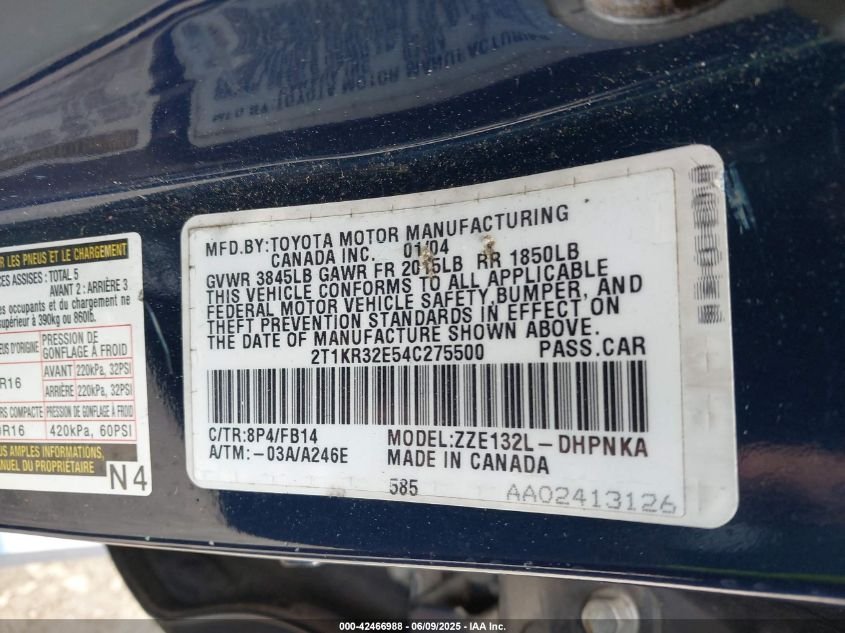 MFD.BY:TOYOTA MOTOR MANUFACTURING
CANADA INC. 01/04
GVWR 3845LB GAWR FR 2015LB RR 1850LB
THIS VEHICLE CONFORMS TO ALL APPLICABLE
FEDERAL MOTOR VEHICLE SAFETY,BUMPER, AND
THEFT PREVENTION STANDARDS IN EFFECT ON
THE DATE OF MANUFACTURE SHOWN ABOVE.
2T1KR32E54C275500 PASS.CAR
C/TR:8P4/FB14 MODEL:ZZE132L-DHPNKA
A/TM:-03A/A246E MADE IN CANADA
585 AA02413126
LES PNEUS ET LE CHARGEMENT
ASSISES : TOTAL 5
AVANT 2 : ARRIÈRE 3
occupants et du chargement ne
supérieur à 390kg ou 860lb.
D'ORIGINE PRESSION DE GONFLAGE À FROID
R16 AVANT 220kPa, 32PSI
ARRIÈRE 220kPa, 32PSI
COMPACTE PRESSION DE GONFLAGE À FROID
R16 420kPa, 60PSI
INFORMATIONS,
MANUEL
N4
000-42466988 - 06/09/2025 - IAA Inc.